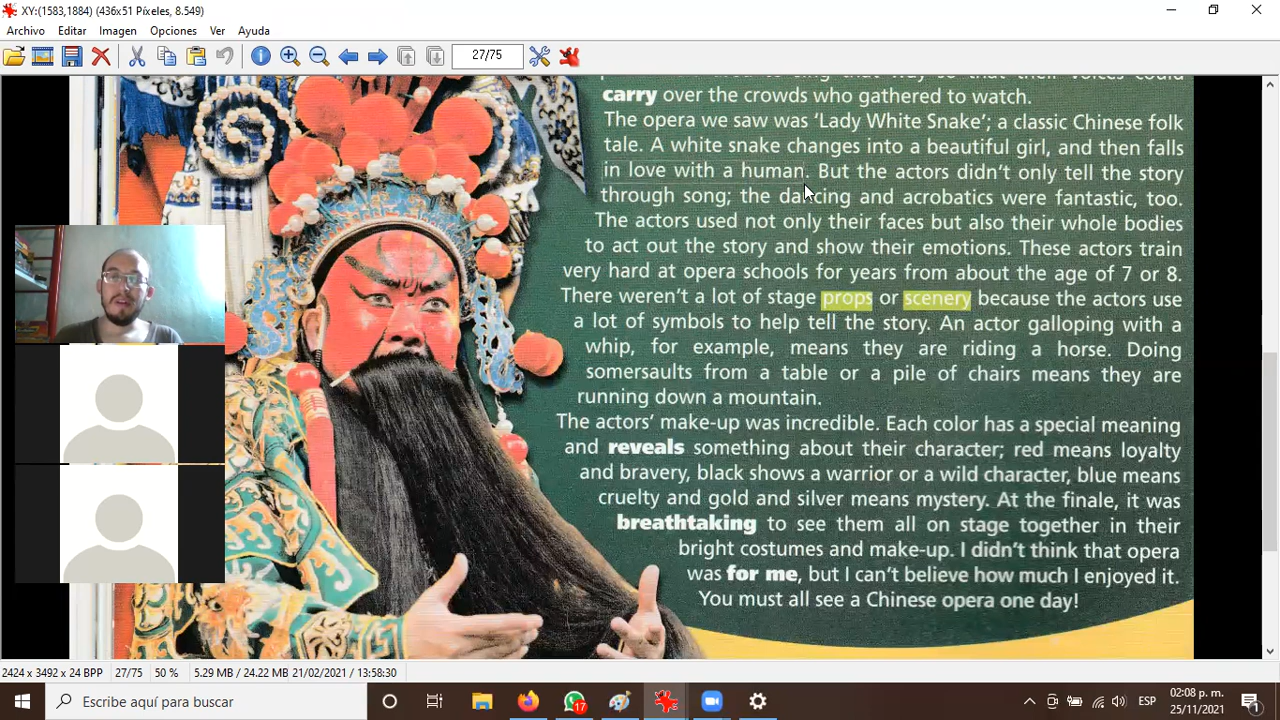 XY:(1583,1884) (436x51 Píxeles, 8.549)
Archivo Editar Imagen Opciones Ver Ayuda
27/75
carry over the crowds who gathered to watch.
The opera we saw was ‘Lady White Snake’; a classic Chinese folk
tale. A white snake changes into a beautiful girl, and then falls
in love with a human. But the actors didn’t only tell the story
through song; the dancing and acrobatics were fantastic, too.
The actors used not only their faces but also their whole bodies
to act out the story and show their emotions. These actors train
very hard at opera schools for years from about the age of 7 or 8.
There weren’t a lot of stage props or scenery because the actors use
a lot of symbols to help tell the story. An actor galloping with a
whip, for example, means they are riding a horse. Doing
somersaults from a table or a pile of chairs means they are
running down a mountain.
The actors’ make-up was incredible. Each color has a special meaning
and reveals something about their character; red means loyalty
and bravery, black shows a warrior or a wild character, blue means
cruelty and gold and silver means mystery. At the finale, it was
breathtaking to see them all on stage together in their
bright costumes and make-up. I didn’t think that opera
was for me, but I can’t believe how much I enjoyed it.
You must all see a Chinese opera one day!
2424 x 3492 x 24 BPP 27/75 50 % 5.29 MB / 24.22 MB 21/02/2021 / 13:58:30
Escribe aquí para buscar
17
ESP
02:08 p. m.
25/11/2021
1